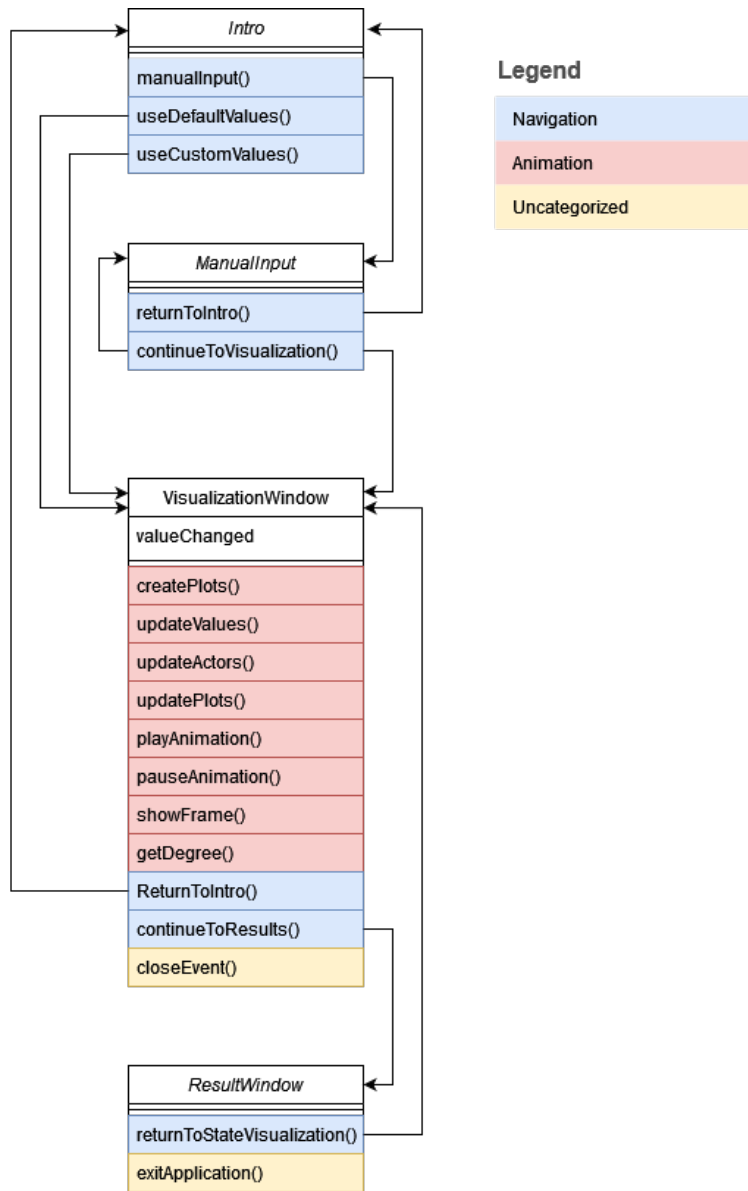 Intro
manualInput()
useDefaultValues()
useCustomValues()
Legend
Navigation
Animation
Uncategorized
ManualInput
returnToIntro()
continueToVisualization()
VisualizationWindow
valueChanged
createPlots()
updateValues()
updateActors()
updatePlots()
playAnimation()
pauseAnimation()
showFrame()
getDegree()
ReturnToIntro()
continueToResults()
closeEvent()
ResultWindow
returnToStateVisualization()
exitApplication()